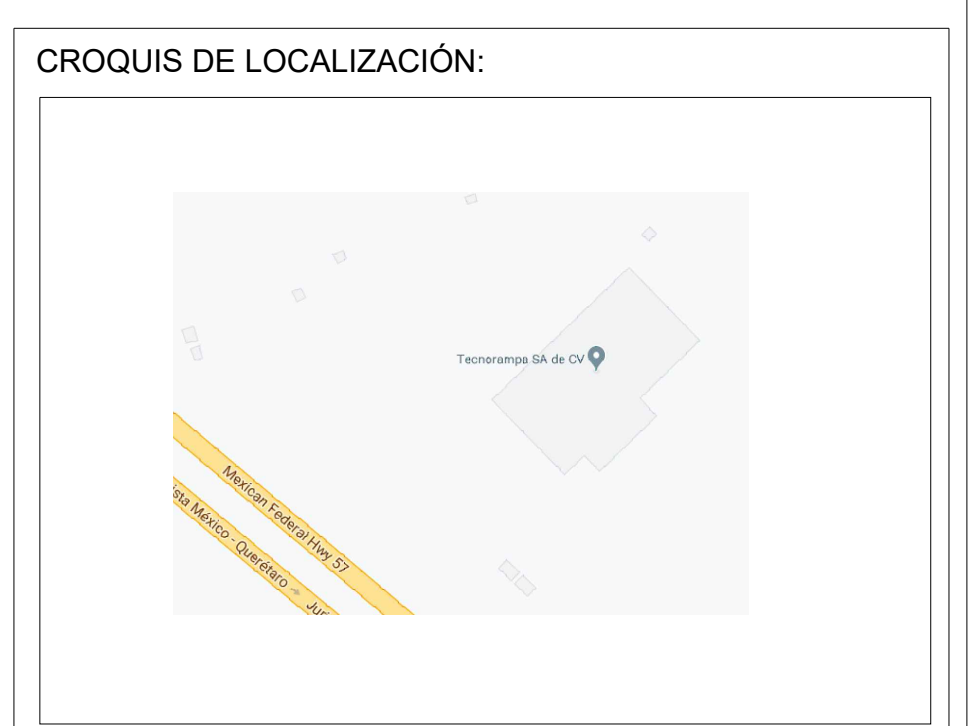 CROQUIS DE LOCALIZACIÓN:
Tecnorampa SA de CV
Mexican Federal Hwy 57
ista México - Querétaro